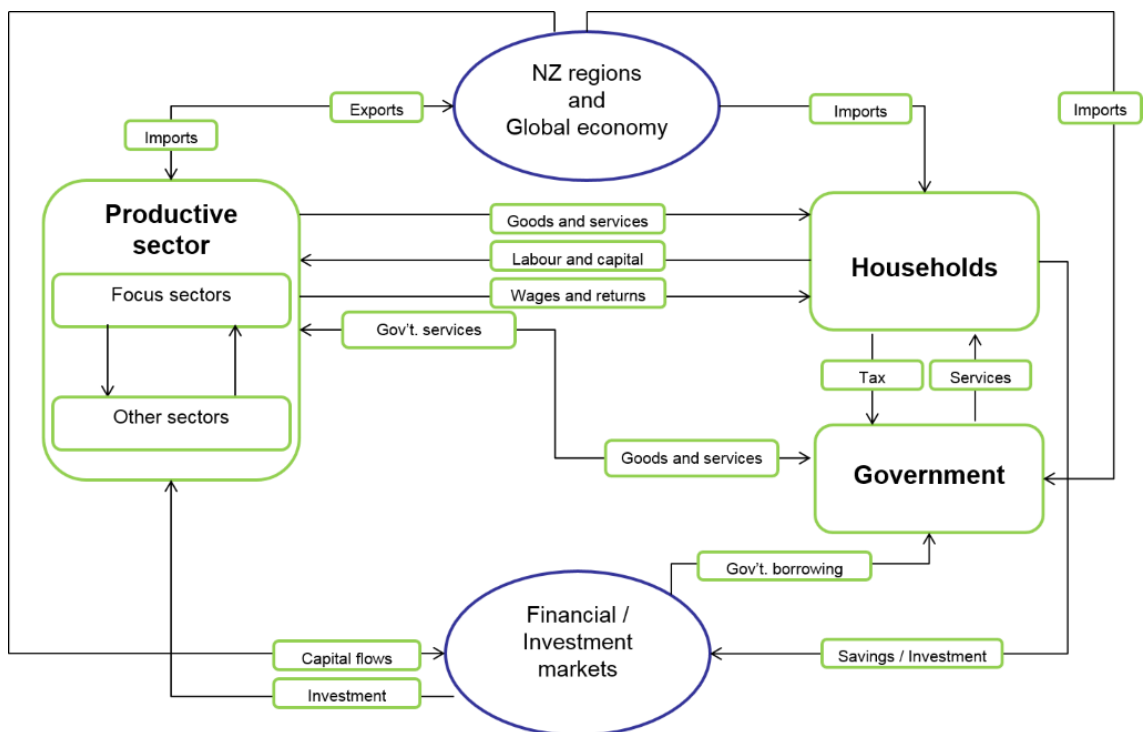 NZ regions
and
Global economy
Exports
Imports
Imports
Imports
Productive
sector
Focus sectors
Other sectors
Goods and services
Labour and capital
Wages and returns
Gov't. services
Households
Tax
Services
Goods and services
Government
Gov't. borrowing
Financial /
Investment
markets
Capital flows
Investment
Savings / Investment